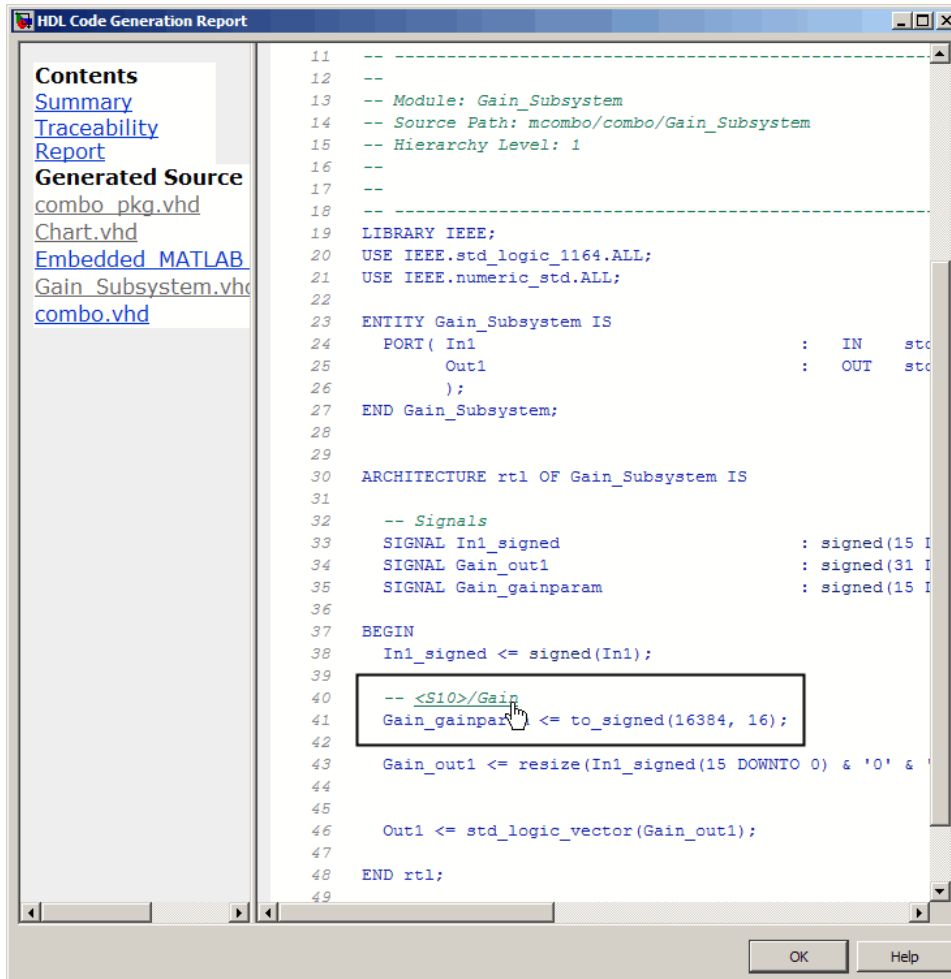 HDL Code Generation Report
Contents
Summary
Traceability
Report
Generated Source
combo_pkg.vhd
Chart.vhd
Embedded_MATLAB_
Gain_Subsystem.vhd
combo.vhd
11 -- ----------------------------------------------------
12 --
13 -- Module: Gain_Subsystem
14 -- Source Path: mcombo/combo/Gain_Subsystem
15 -- Hierarchy Level: 1
16 --
17 --
18 -- ----------------------------------------------------
19 LIBRARY IEEE;
20 USE IEEE.std_logic_1164.ALL;
21 USE IEEE.numeric_std.ALL;
22
23 ENTITY Gain_Subsystem IS
24 PORT( In1 : IN std
25 Out1 : OUT std
26 );
27 END Gain_Subsystem;
28
29
30 ARCHITECTURE rtl OF Gain_Subsystem IS
31
32 -- Signals
33 SIGNAL In1_signed : signed(15 D
34 SIGNAL Gain_out1 : signed(31 D
35 SIGNAL Gain_gainparam : signed(15 D
36
37 BEGIN
38 In1_signed <= signed(In1);
39
40 -- <S10>/Gain
41 Gain_gainparam <= to_signed(16384, 16);
42
43 Gain_out1 <= resize(In1_signed(15 DOWNTO 0) & '0' & '
44
45
46 Out1 <= std_logic_vector(Gain_out1);
47
48 END rtl;
49
OK Help